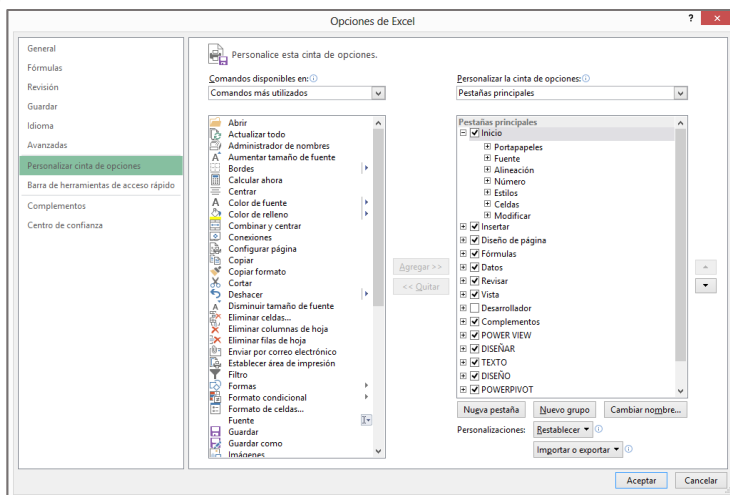 Opciones de Excel
?
General
Fórmulas
Revisión
Guardar
Idioma
Avanzadas
Personalizar cinta de opciones
Barra de herramientas de acceso rápido
Complementos
Centro de confianza
Personalice esta cinta de opciones.
Comandos disponibles en:
Comandos más utilizados
Abrir
Actualizar todo
Administrador de nombres
Aumentar tamaño de fuente
Bordes
Calcular ahora
Centrar
Color de fuente
Color de relleno
Combinar y centrar
Conexiones
Configurar página
Copiar
Copiar formato
Cortar
Deshacer
Disminuir tamaño de fuente
Eliminar celdas...
Eliminar columnas de hoja
Eliminar filas de hoja
Enviar por correo electrónico
Establecer área de impresión
Filtro
Formas
Formato condicional
Formato de celdas...
Fuente
Guardar
Guardar como
Imágenes
Agregar >>
<< Quitar
Personalizar la cinta de opciones:
Pestañas principales
Pestañas principales
Inicio
Portapapeles
Fuente
Alineación
Número
Estilos
Celdas
Modificar
Insertar
Diseño de página
Fórmulas
Datos
Revisar
Vista
Desarrollador
Complementos
POWER VIEW
DISEÑAR
TEXTO
DISEÑO
POWERPIVOT
Nueva pestaña
Nuevo grupo
Cambiar nombre...
Personalizaciones:
Restablecer
Importar o exportar
Aceptar
Cancelar